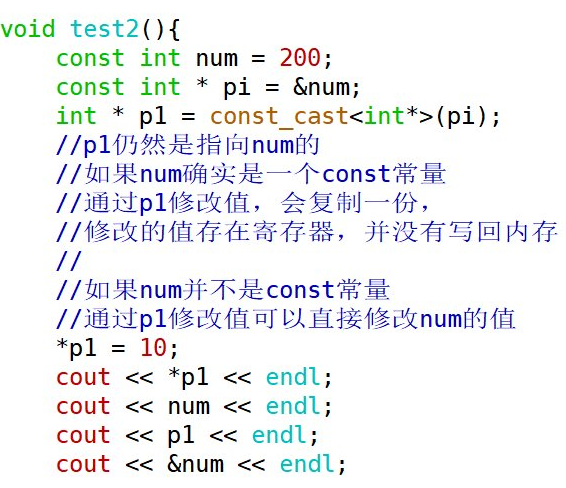 void test2(){
    const int num = 200;
    const int * pi = &num;
    int * p1 = const_cast<int*>(pi);
    //p1仍然是指向num的
    //如果num确实是一个const常量
    //通过p1修改值，会复制一份，
    //修改的值存在寄存器，并没有写回内存
    //
    //如果num并不是const常量
    //通过p1修改值可以直接修改num的值
    *p1 = 10;
    cout << *p1 << endl;
    cout << num << endl;
    cout << p1 << endl;
    cout << &num << endl;